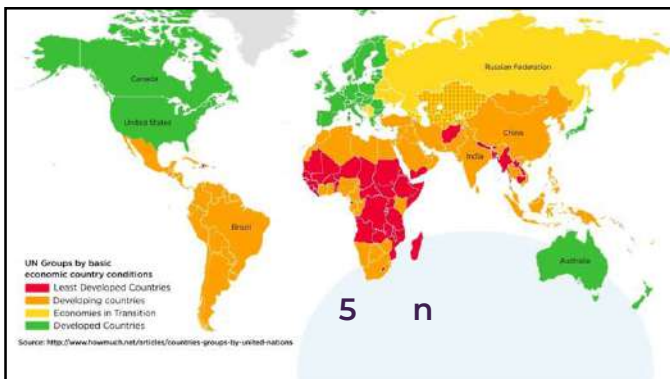 Canada
Russian Federation
United States
China
India
Brazil
Australia
UN Groups by basic
economic country conditions
Least Developed Countries
Developing countries
Economies in Transition
Developed Countries
5 n
Source: http://www.howmuch.net/articles/countries-groups-by-united-nations